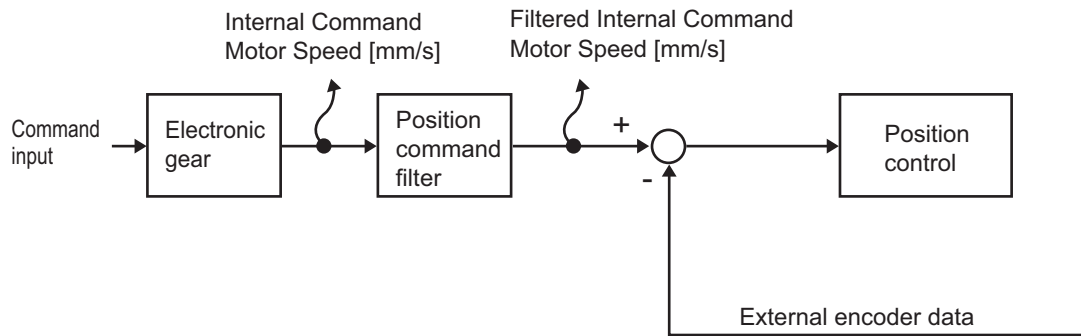 Internal Command
Motor Speed [mm/s]
Filtered Internal Command
Motor Speed [mm/s]
Command
input
Electronic
gear
Position
command
filter
+
-
Position
control
External encoder data